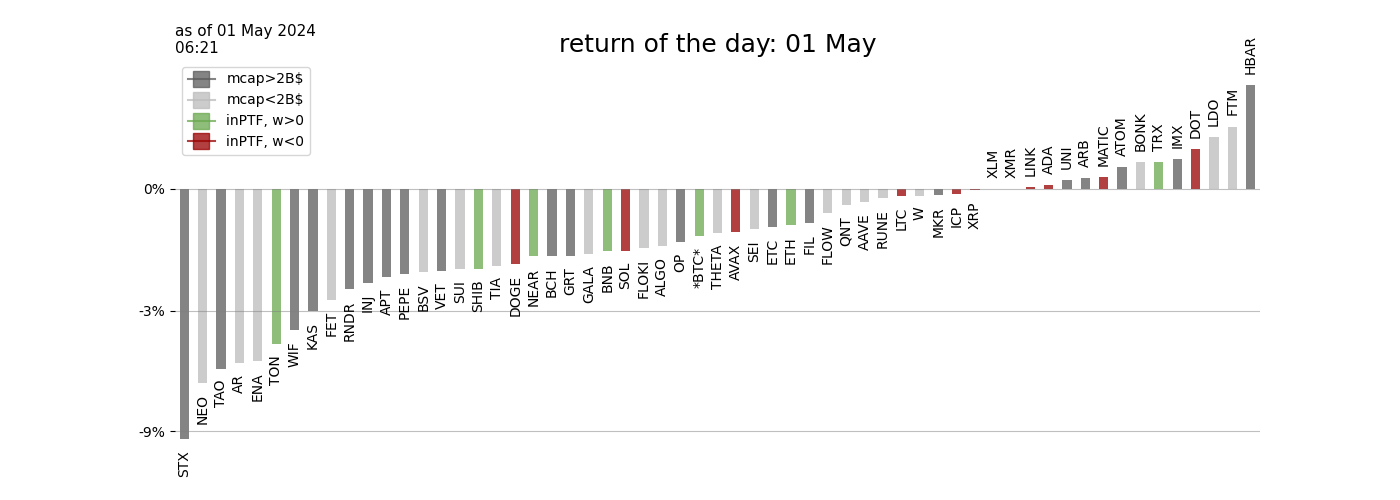 as of 01 May 2024
06:21
return of the day: 01 May
mcap>2B$
mcap<2B$
inPTF, w>0
inPTF, w<0
0%
-3%
-9%
STX
NEO
TAO
AR
ENA
TON
WIF
KAS
FET
RNDR
INJ
APT
PEPE
BSV
VET
SUI
SHIB
TIA
DOGE
NEAR
BCH
GRT
GALA
BNB
SOL
FLOKI
ALGO
OP
*BTC*
THETA
AVAX
SEI
ETC
ETH
FIL
FLOW
QNT
AAVE
RUNE
LTC
W
MKR
ICP
XRP
XLM
XMR
LINK
ADA
UNI
ARB
MATIC
ATOM
BONK
TRX
IMX
DOT
LDO
FTM
HBAR